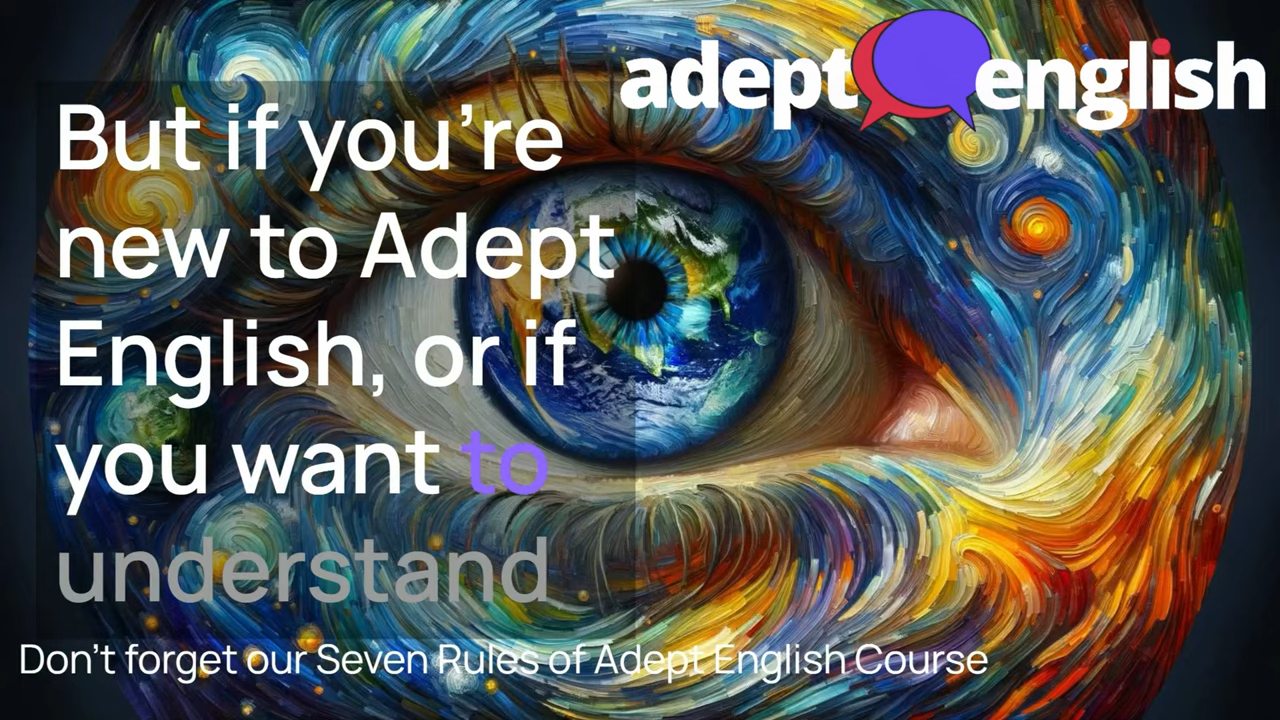 adept english
But if you’re
new to Adept
English, or if
you want to
understand
Don’t forget our Seven Rules of Adept English Course